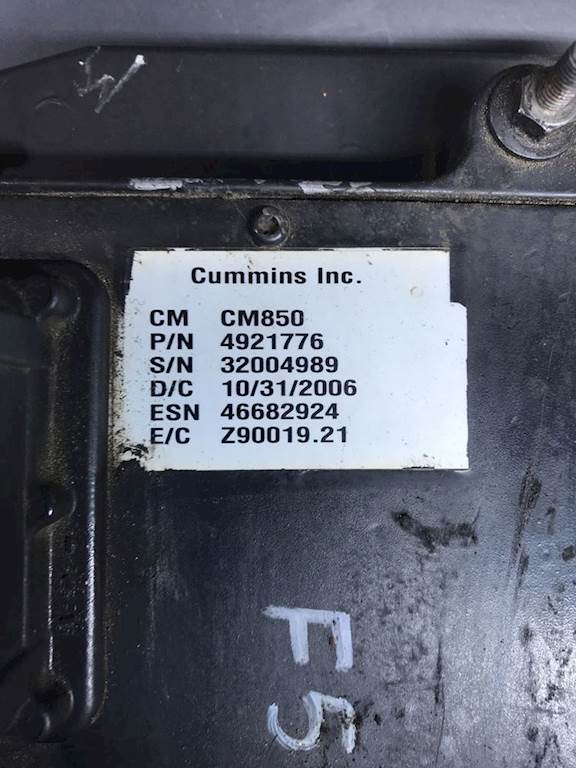 Cummins Inc.
CM CM850
P/N 4921776
S/N 32004989
D/C 10/31/2006
ESN 46682924
E/C Z90019.21
F5